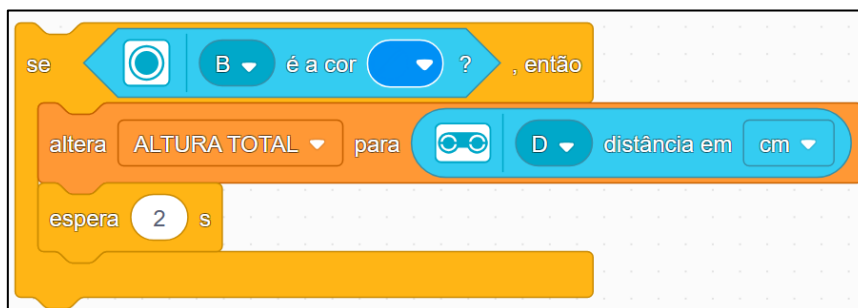 se B é a cor ? , então
altera ALTURA TOTAL para D distância em cm
espera 2 s